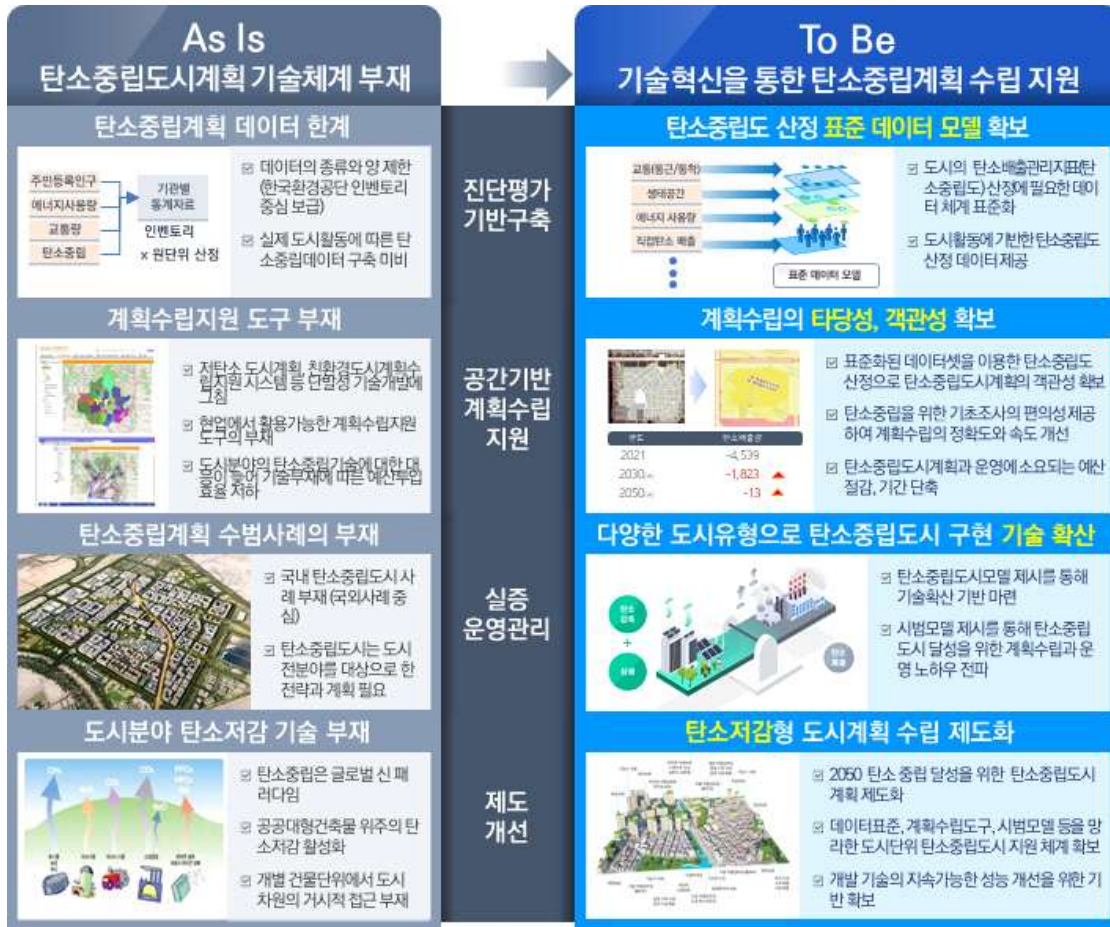 As Is
탄소중립도시계획 기술체계 부재
To Be
기술혁신을 통한 탄소중립계획 수립 지원
탄소중립계획 데이터 한계
주민등록인구
에너지사용량
교통량
탄소중립
기관별
통계자료
인벤토리
x 원단위 산정
데이터의 종류와 양 제한
(한국환경공단 인벤토리
중심 보급)
실제 도시활동에 따른 탄
소중립데이터 구축 미비
진단평가
기반구축
탄소중립도 산정 표준 데이터 모델 확보
교통(통근/통학)
생태공간
에너지 사용량
직접탄소 배출
표준 데이터 모델
도시의 탄소배출관리지표(탄
소중립도) 산정에 필요한 데이
터 체계 표준화
도시활동에 기반한 탄소중립도
산정 데이터 제공
계획수립지원 도구 부재
저탄소 도시계획, 친환경도시계획수
립지원 시스템 등 단발성 기술개발에
그침
현업에서 활용가능한 계획수립지원
도구의 부재
도시분야의 탄소중립기술에 대한 대
응이 늦어 기술부재에 따른 예산투입
효율 저하
공간기반
계획수립
지원
계획수립의 타당성, 객관성 확보
연도 탄소배출량
2021 -4,539
2030 -1,823
2050 -13
표준화된 데이터셋을 이용한 탄소중립도
산정으로 탄소중립도시계획의 객관성 확보
탄소중립을 위한 기초조사의 편의성 제공
하여 계획수립의 정확도와 속도 개선
탄소중립도시계획과 운영에 소요되는 예산
절감, 기간 단축
탄소중립계획 수범사례의 부재
국내 탄소중립도시 사
례 부재 (국외사례 중
심)
탄소중립도시는 도시
전분야를 대상으로 한
전략과 계획 필요
실증
운영관리
다양한 도시유형으로 탄소중립도시 구현 기술 확산
탄소
감축
+
흡수
탄소
배출
탄소중립도시모델 제시를 통해
기술확산 기반 마련
시범모델 제시를 통해 탄소중립
도시 달성을 위한 계획수립과 운
영 노하우 전파
도시분야 탄소저감 기술 부재
탄소중립은 글로벌 신 패
러다임
공공대형건축물 위주의 탄
소저감 활성화
개별 건물단위에서 도시
차원의 거시적 접근 부재
제도
개선
탄소저감형 도시계획 수립 제도화
2050 탄소 중립 달성을 위한 탄소중립도시
계획 제도화
데이터표준, 계획수립도구, 시범모델 등을 망
라한 도시단위 탄소중립도시 지원 체계 확보
개발 기술의 지속가능한 성능 개선을 위한 기
반 확보